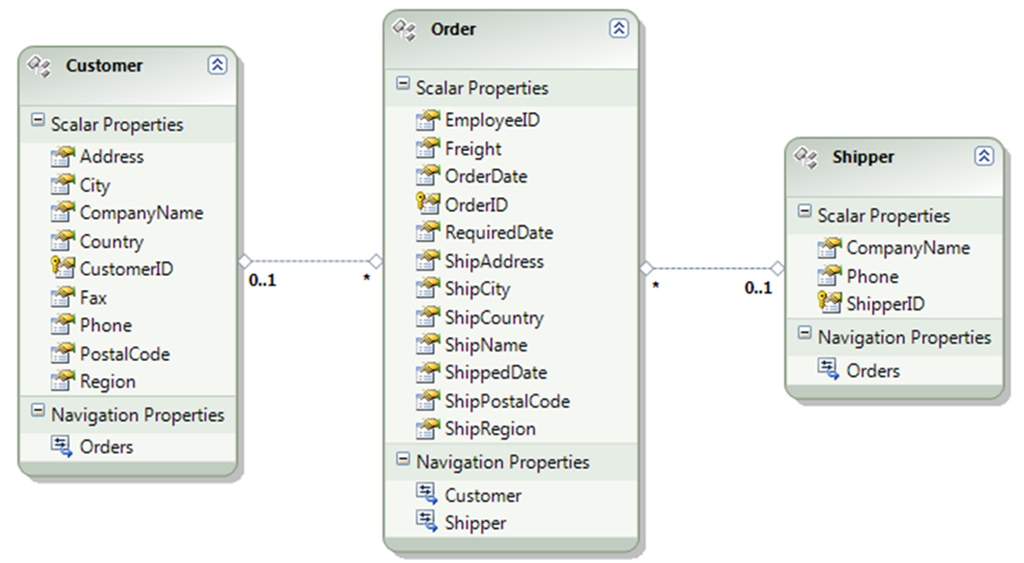 Customer
Scalar Properties
Address
City
CompanyName
Country
CustomerID
Fax
Phone
PostalCode
Region
Navigation Properties
Orders
0..1
*
Order
Scalar Properties
EmployeeID
Freight
OrderDate
OrderID
RequiredDate
ShipAddress
ShipCity
ShipCountry
ShipName
ShippedDate
ShipPostalCode
ShipRegion
Navigation Properties
Customer
Shipper
*
0..1
Shipper
Scalar Properties
CompanyName
Phone
ShipperID
Navigation Properties
Orders